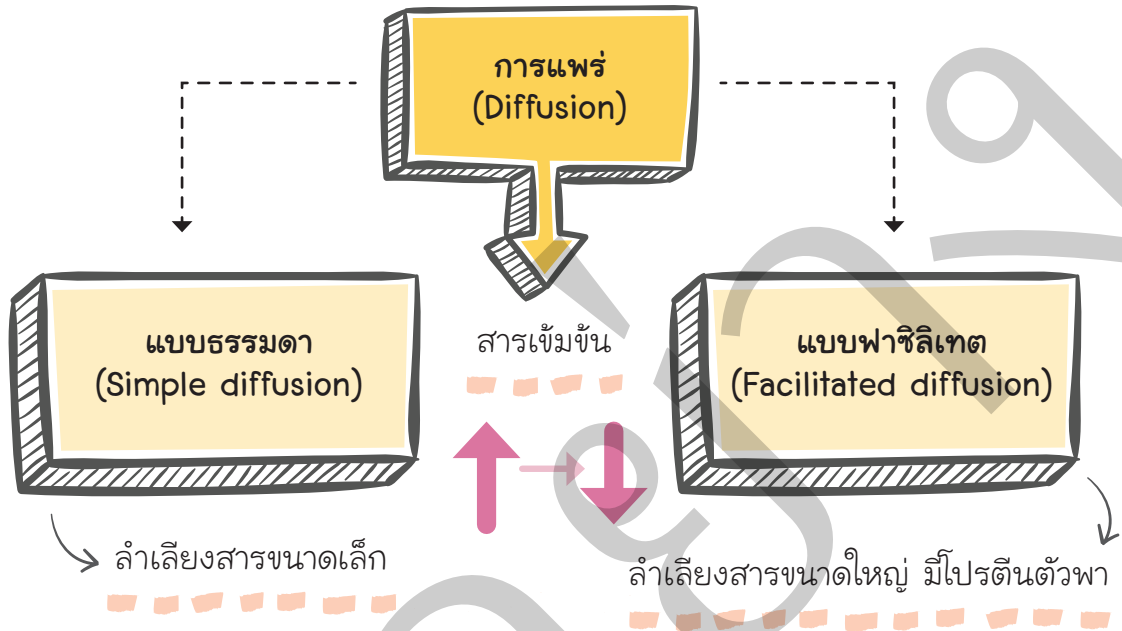 การแพร่
(Diffusion)
แบบธรรมดา
(Simple diffusion)
สารเข้มข้น
แบบฟาซิลิเทต
(Facilitated diffusion)
ลำเลียงสารขนาดเล็ก
ลำเลียงสารขนาดใหญ่ มีโปรตีนตัวพา